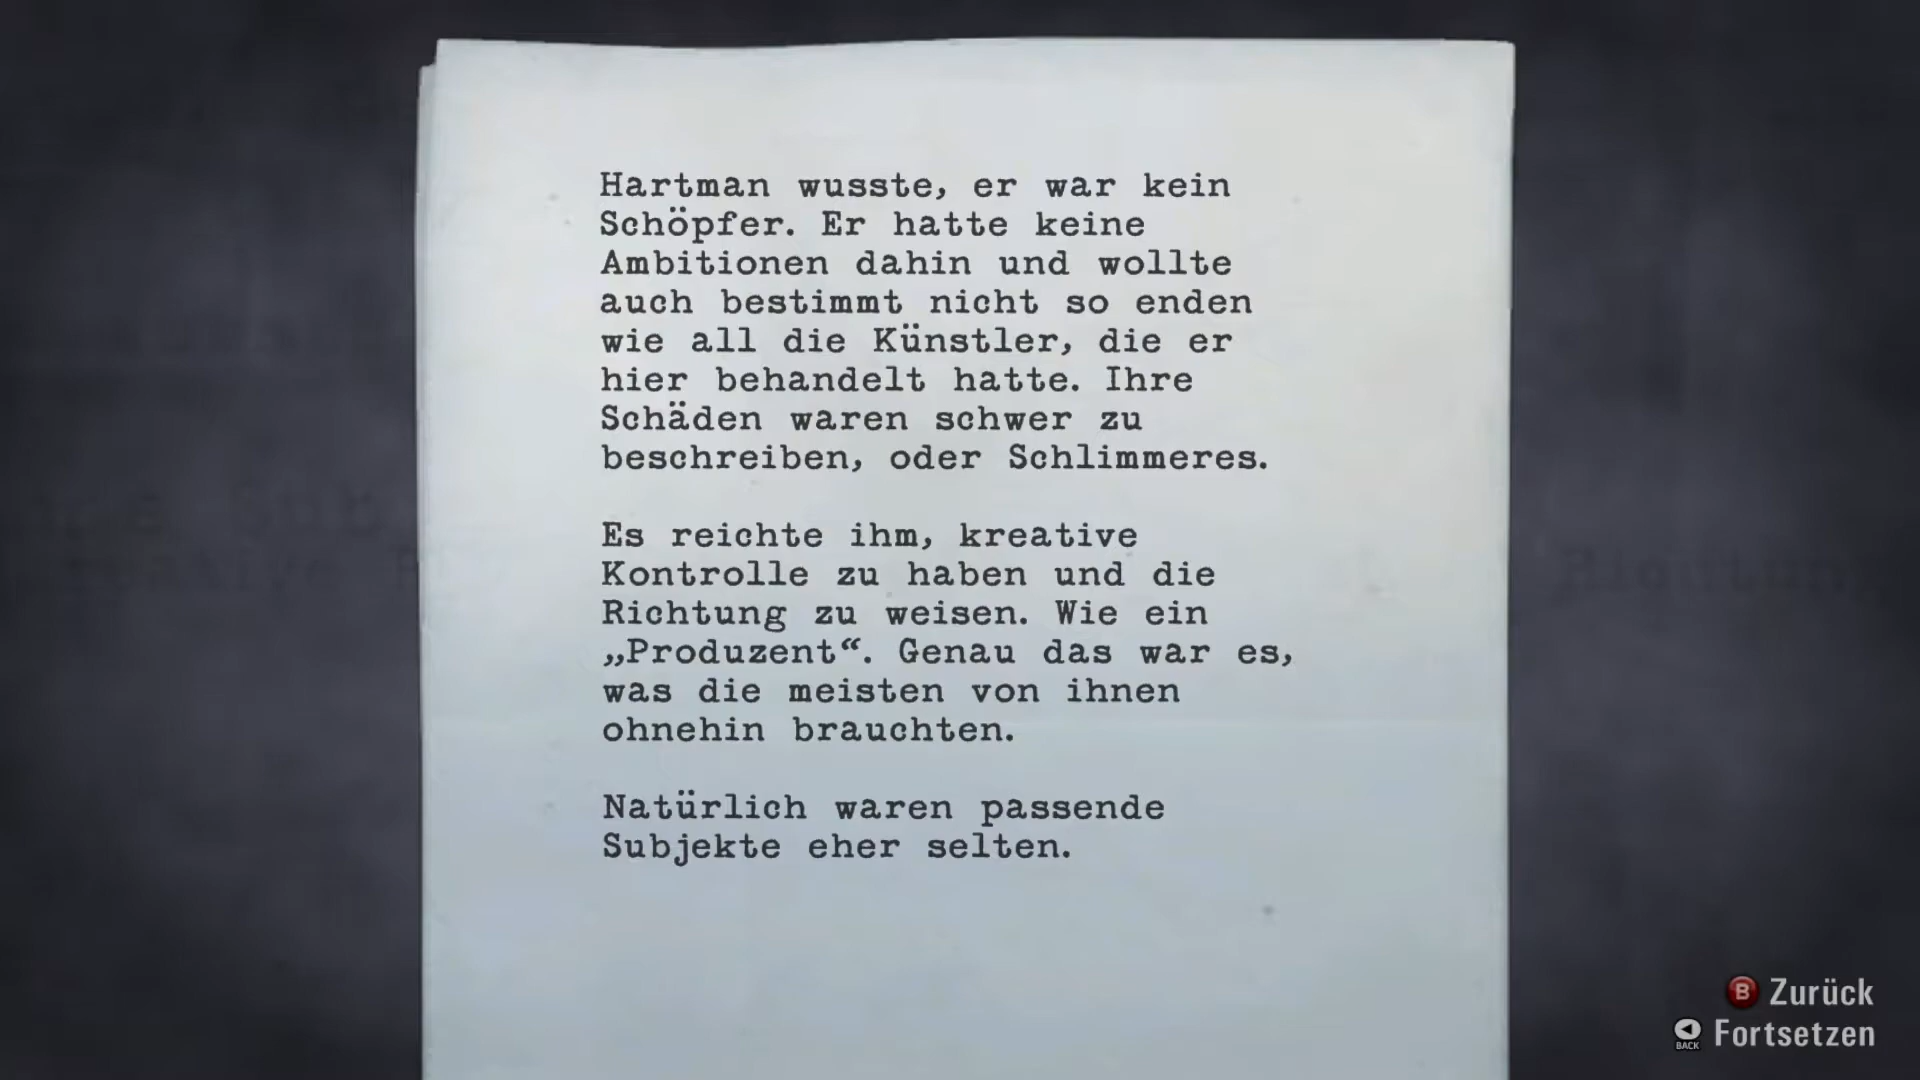 Hartman wusste, er war kein
Schöpfer. Er hatte keine
Ambitionen dahin und wollte
auch bestimmt nicht so enden
wie all die Künstler, die er
hier behandelt hatte. Ihre
Schäden waren schwer zu
beschreiben, oder Schlimmeres.
Es reichte ihm, kreative
Kontrolle zu haben und die
Richtung zu weisen. Wie ein
„Produzent“. Genau das war es,
was die meisten von ihnen
ohnehin brauchten.
Natürlich waren passende
Subjekte eher selten.
B Zurück
BACK Fortsetzen